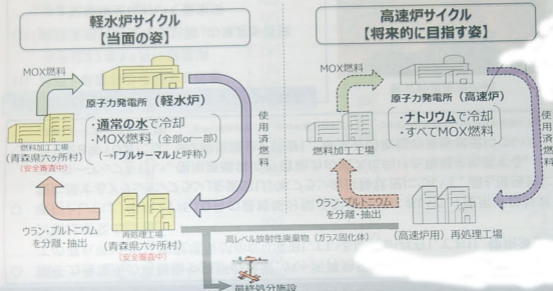 軽水炉サイクル
【当面の姿】
MOX燃料
原子力発電所（軽水炉）
・通常の水で冷却
・MOX燃料（全部or一部）
（→「プルサーマル」と呼称）
使用済燃料
燃料加工工場
（青森県六ヶ所村）
（安全審査中）
ウラン・プルトニウム
を分離・抽出
再処理工場
（青森県六ヶ所村）
（安全審査中）
高速炉サイクル
【将来的に目指す姿】
MOX燃料
原子力発電所（高速炉）
・ナトリウムで冷却
・すべてMOX燃料
使用済燃料
燃料加工工場
ウラン・プルトニウム
を分離・抽出
（高速炉用）再処理工場
高レベル放射性廃棄物（ガラス固化体）
最終処分施設